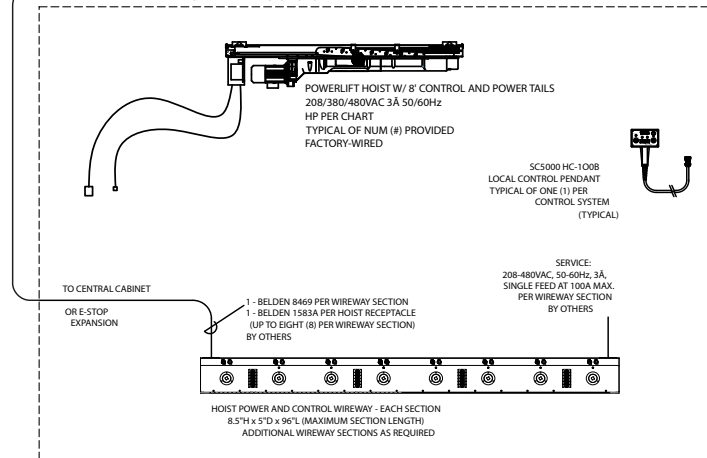 POWERLIFT HOIST W/ 8' CONTROL AND POWER TAILS
208/380/480VAC 3Å 50/60Hz
HP PER CHART
TYPICAL OF NUM (#) PROVIDED
FACTORY-WIRED
SC5000 HC-1O0B
LOCAL CONTROL PENDANT
TYPICAL OF ONE (1) PER
CONTROL SYSTEM
(TYPICAL)
SERVICE:
208-480VAC, 50-60Hz, 3Å,
SINGLE FEED AT 100A MAX.
PER WIREWAY SECTION
BY OTHERS
TO CENTRAL CABINET
OR E-STOP
EXPANSION
1 - BELDEN 8469 PER WIREWAY SECTION
1 - BELDEN 1583A PER HOIST RECEPTACLE
(UP TO EIGHT (8) PER WIREWAY SECTION)
BY OTHERS
HOIST POWER AND CONTROL WIREWAY - EACH SECTION
8.5"H x 5"D x 96"L (MAXIMUM SECTION LENGTH)
ADDITIONAL WIREWAY SECTIONS AS REQUIRED